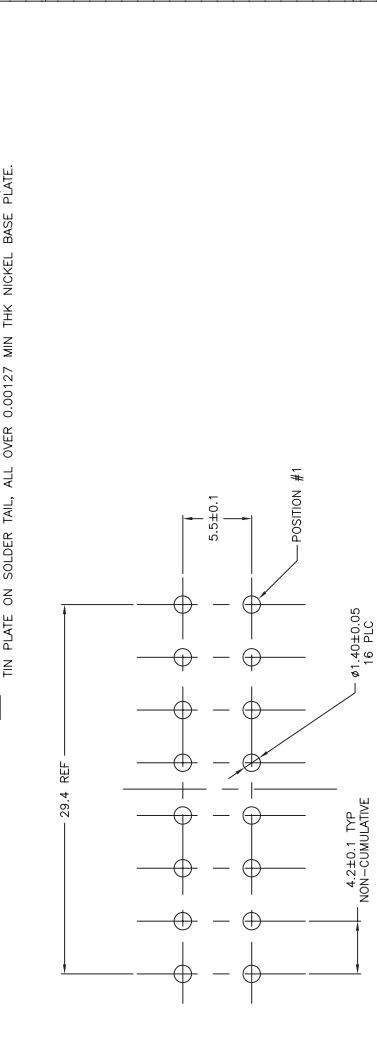 TIN PLATE ON SOLDER TAIL, ALL OVER 0.00127 MIN THK NICKEL BASE PLATE.
29.4 REF
5.5±0.1
POSITION #1
ø1.40±0.05
16 PLC
4.2±0.1 TYP
NON-CUMULATIVE